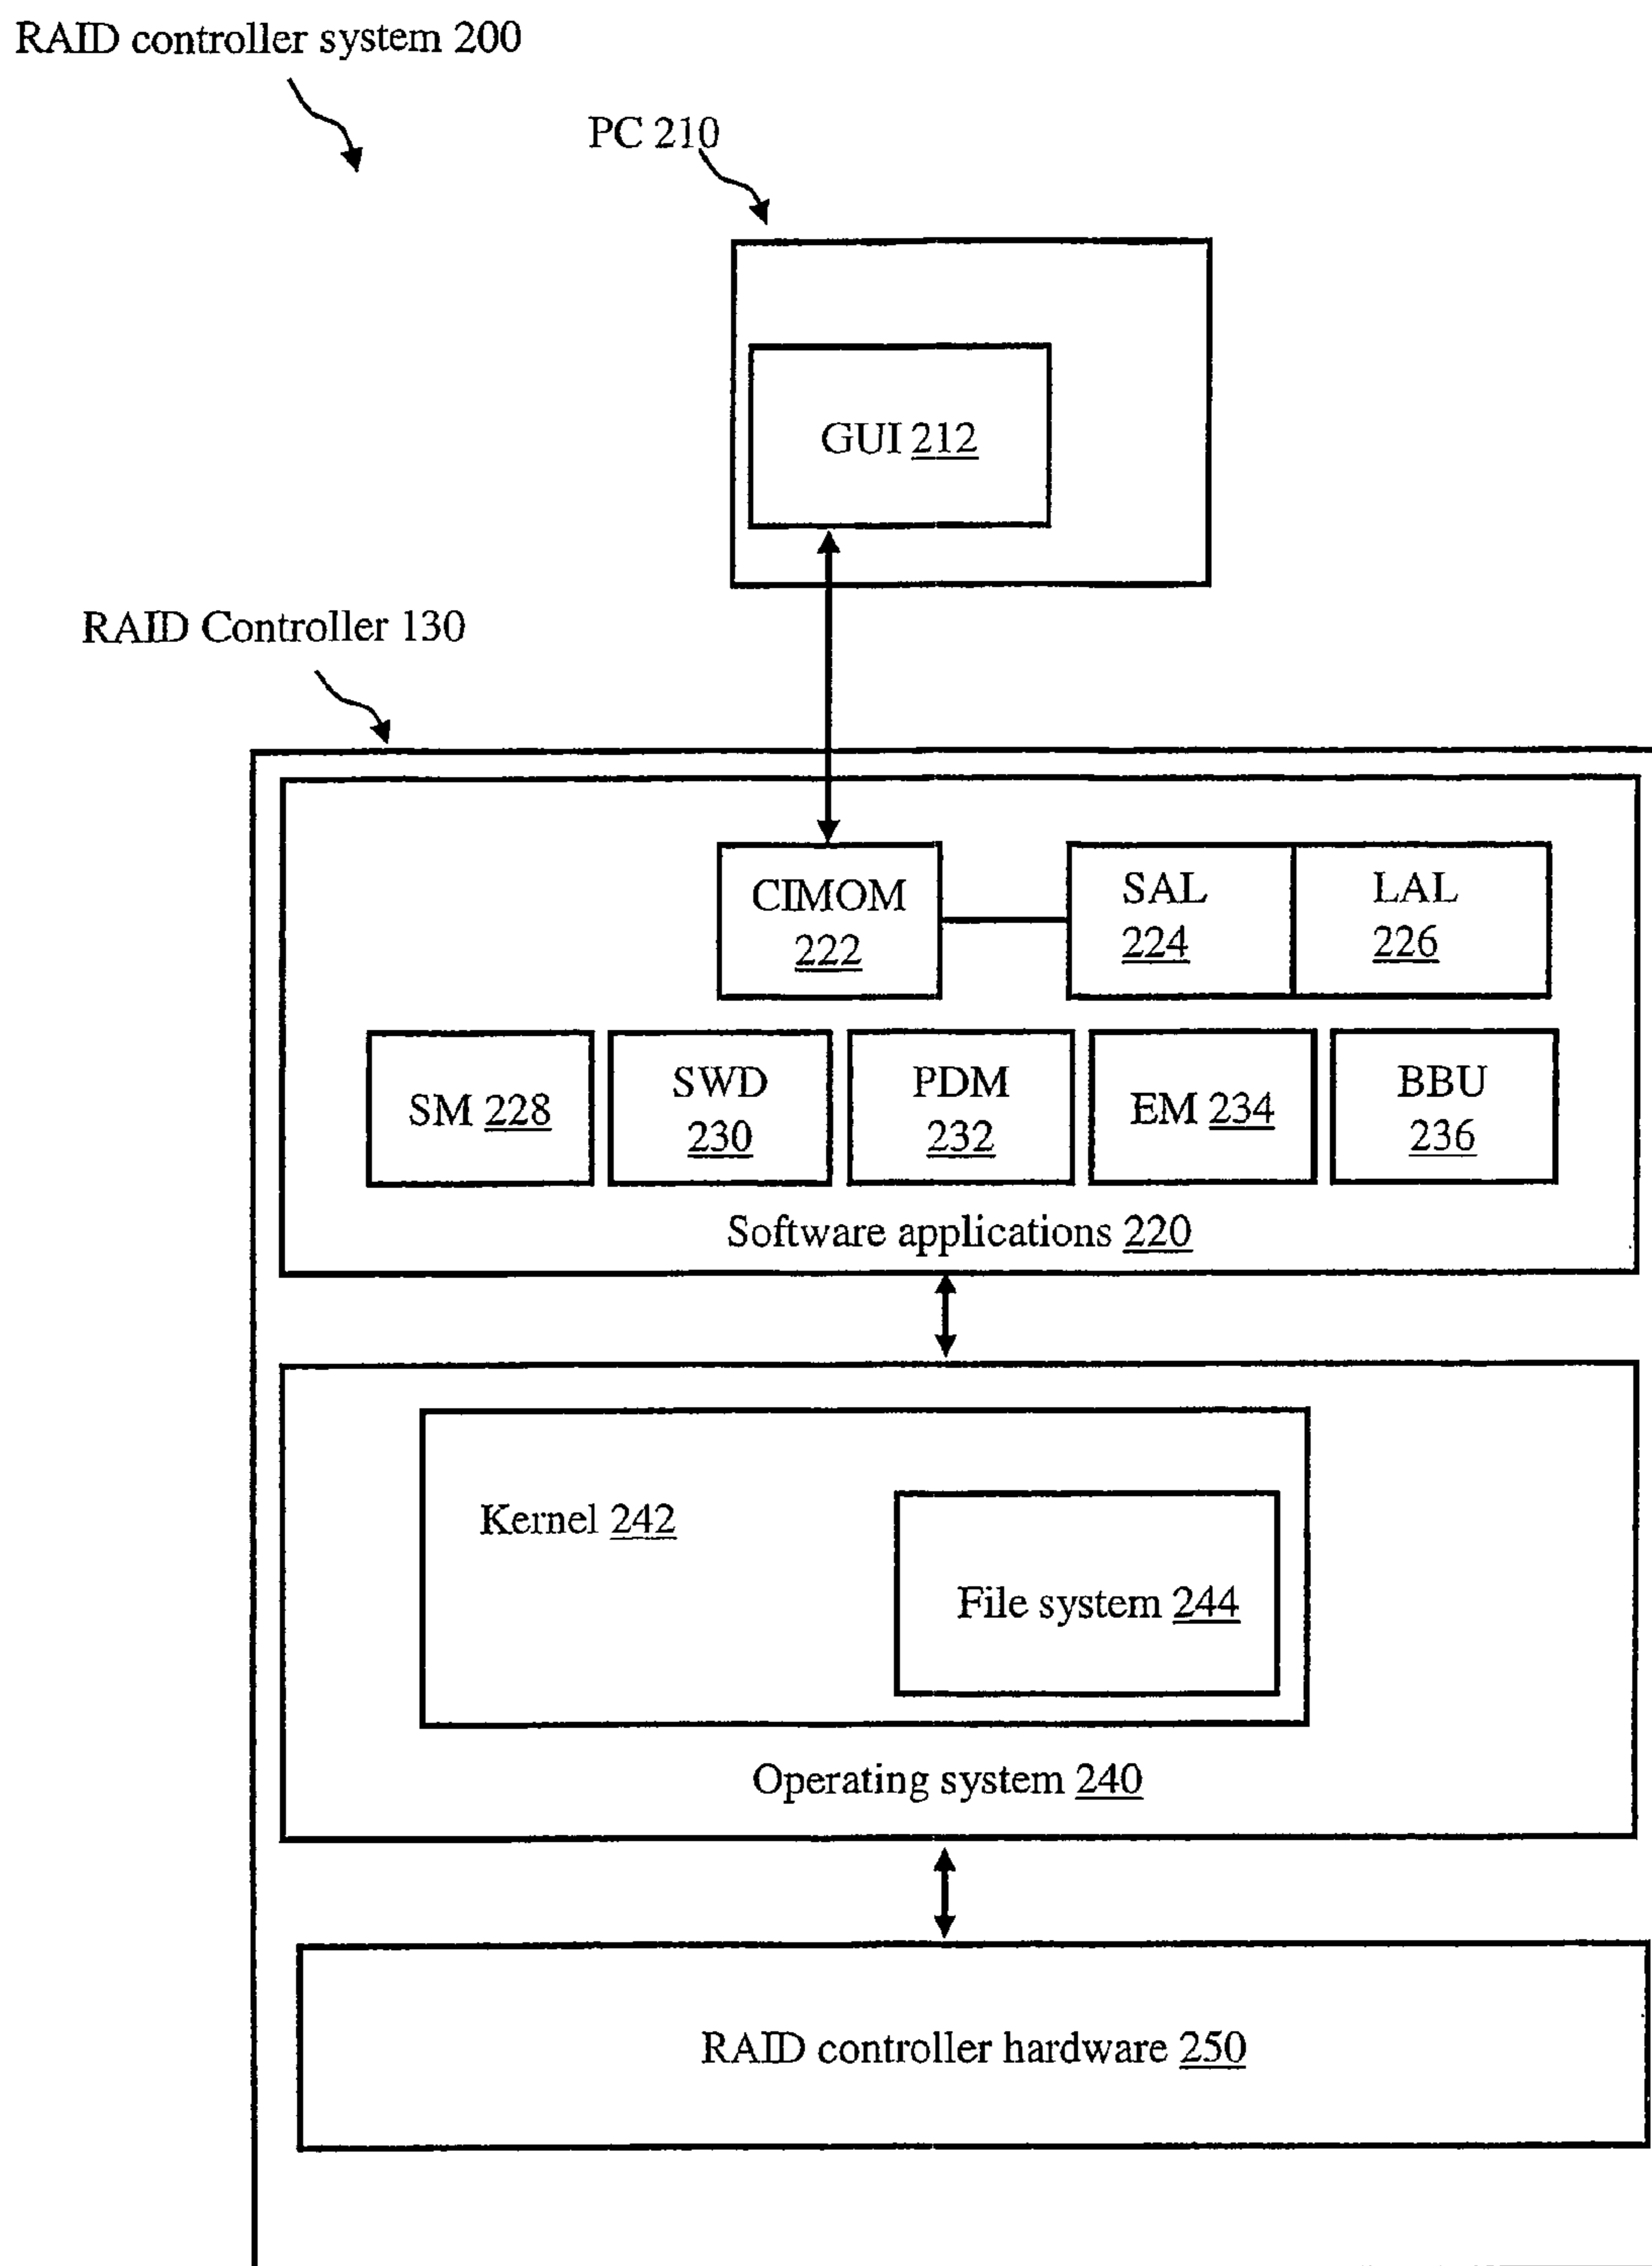 RAID controller system 200
PC 210
GUI 212
RAID Controller 130
CIMOM
222
SAL
224
LAL
226
SM 228
SWD
230
PDM
232
EM 234
BBU
236
Software applications 220
Kernel 242
File system 244
Operating system 240
RAID controller hardware 250